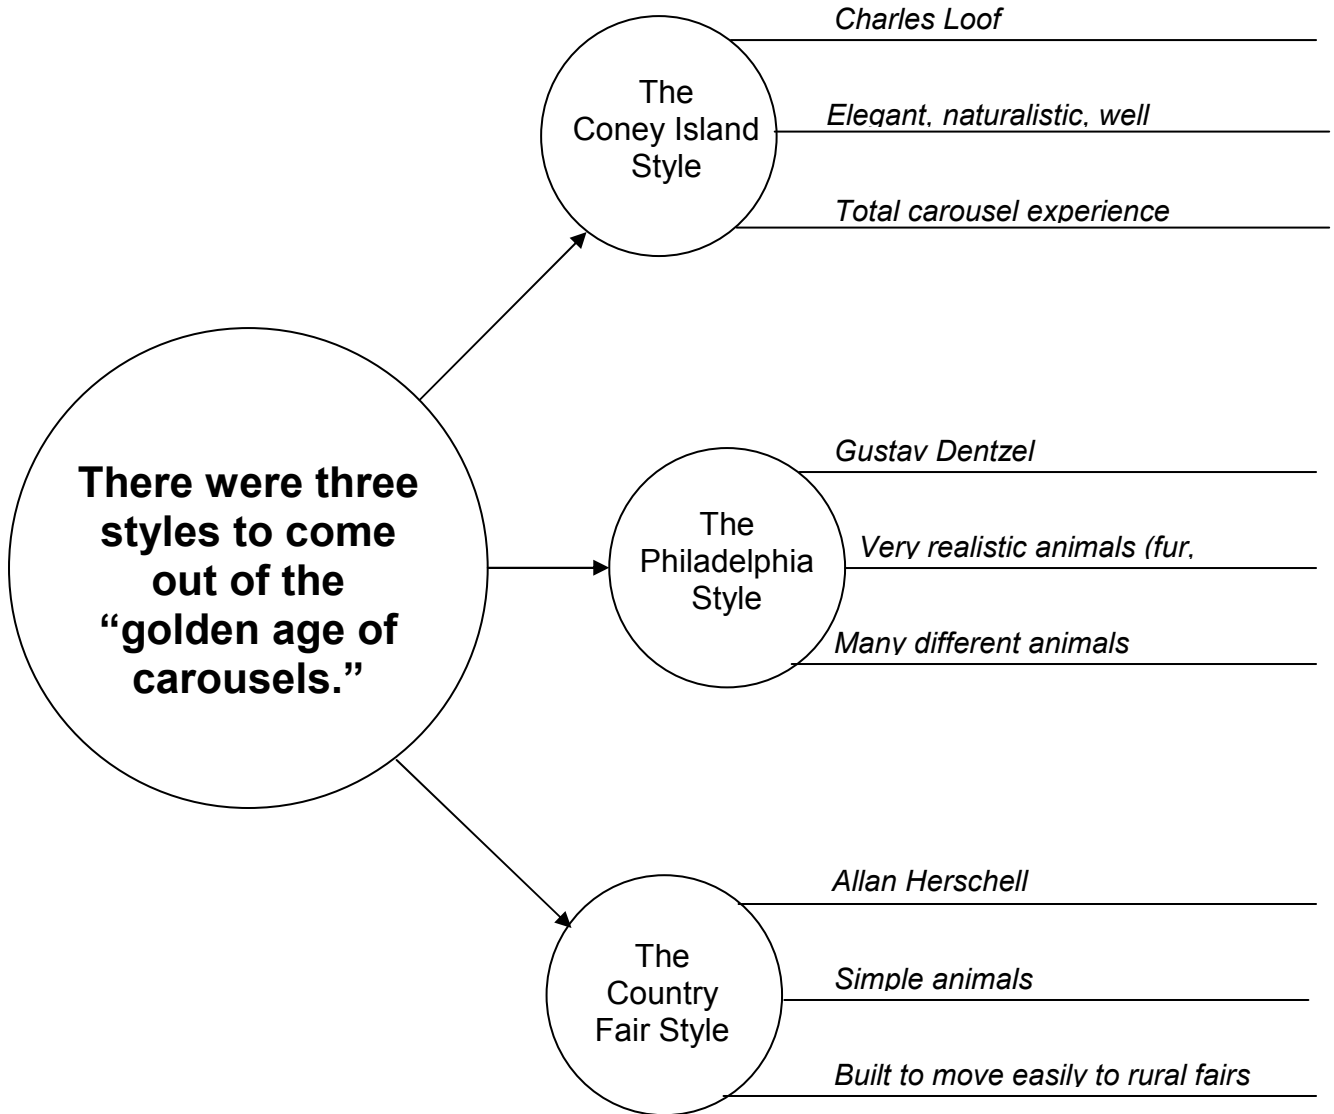 There were three
styles to come
out of the
“golden age of
carousels.”
The
Coney Island
Style
Charles Loof
Elegant, naturalistic, well
Total carousel experience
The
Philadelphia
Style
Gustav Dentzel
Very realistic animals (fur,
Many different animals
The
Country
Fair Style
Allan Herschell
Simple animals
Built to move easily to rural fairs